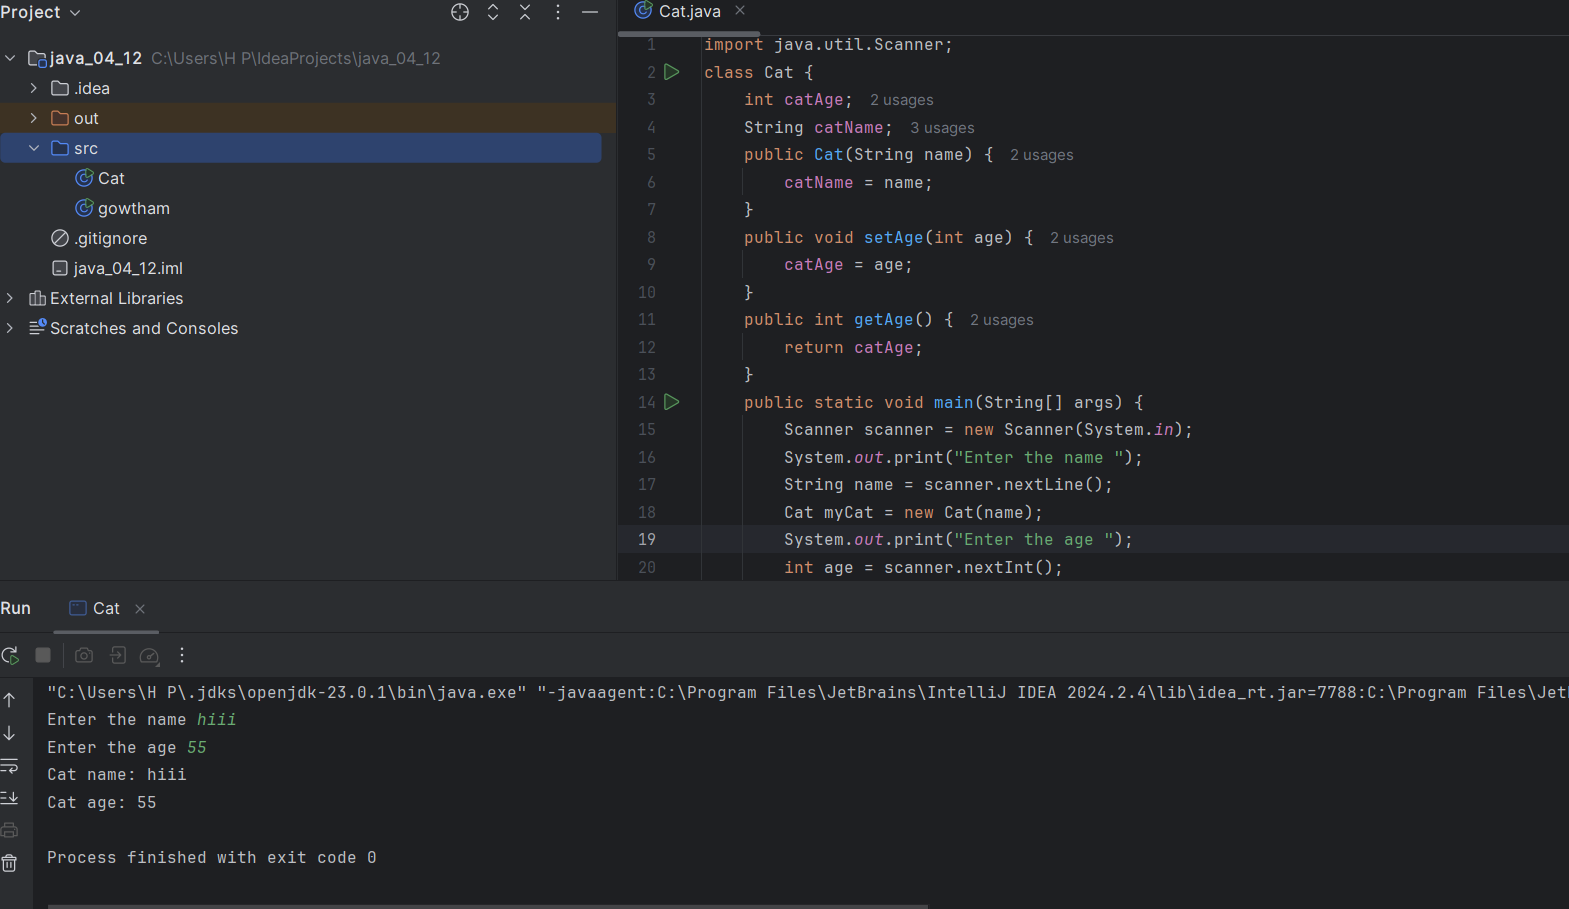 Project
java_04_12 C:\Users\H P\IdeaProjects\java_04_12
.idea
out
src
Cat
gowtham
.gitignore
java_04_12.iml
External Libraries
Scratches and Consoles
Cat.java
1 import java.util.Scanner;
2 class Cat {
3 int catAge; 2 usages
4 String catName; 3 usages
5 public Cat(String name) { 2 usages
6 catName = name;
7 }
8 public void setAge(int age) { 2 usages
9 catAge = age;
10 }
11 public int getAge() { 2 usages
12 return catAge;
13 }
14 public static void main(String[] args) {
15 Scanner scanner = new Scanner(System.in);
16 System.out.print("Enter the name ");
17 String name = scanner.nextLine();
18 Cat myCat = new Cat(name);
19 System.out.print("Enter the age ");
20 int age = scanner.nextInt();
Run Cat
"C:\Users\H P\.jdks\openjdk-23.0.1\bin\java.exe" "-javaagent:C:\Program Files\JetBrains\IntelliJ IDEA 2024.2.4\lib\idea_rt.jar=7788:C:\Program Files\Jet
Enter the name hiii
Enter the age 55
Cat name: hiii
Cat age: 55
Process finished with exit code 0